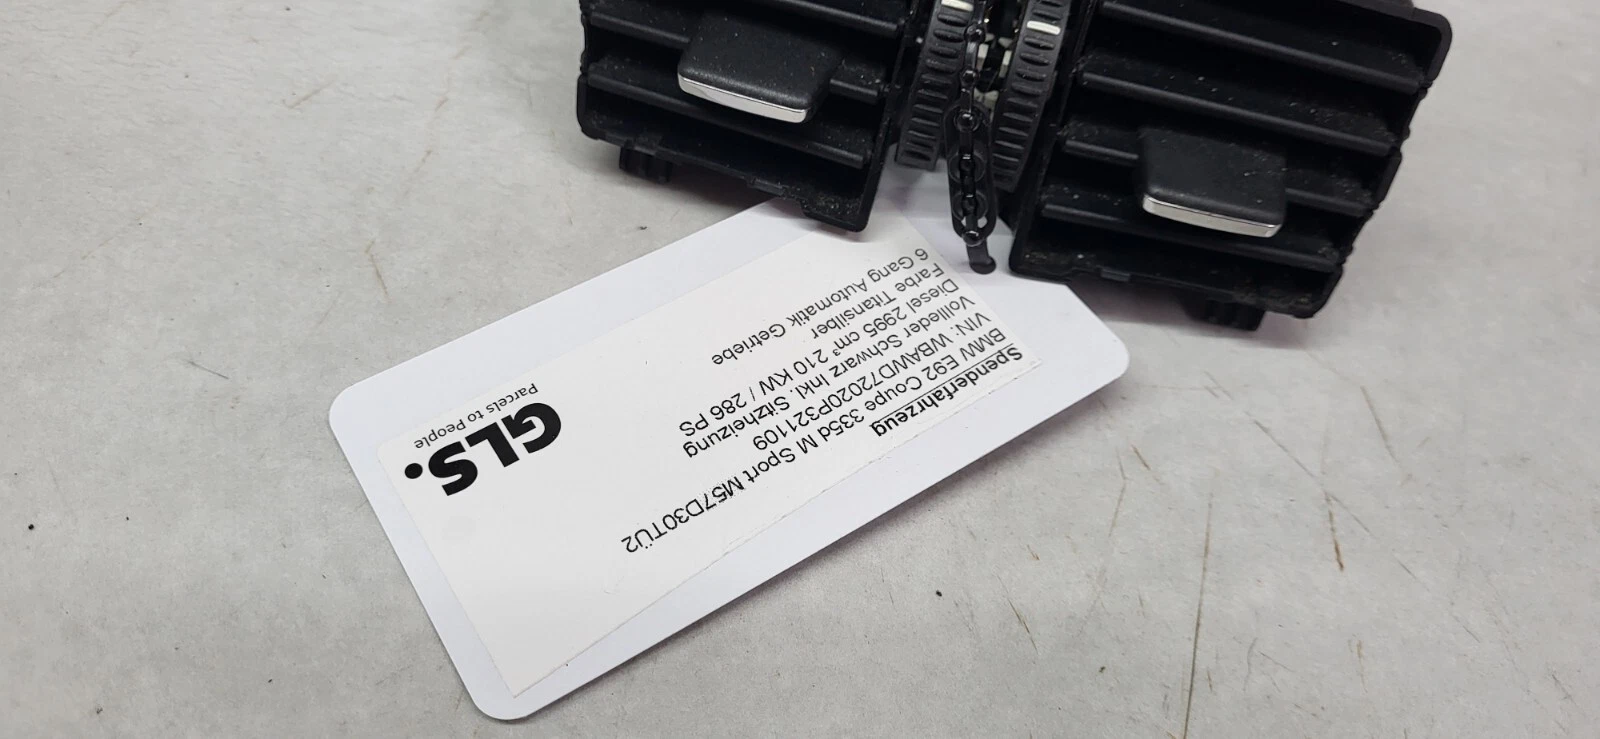 Spenderfahrzeug
BMW E92 Coupe 335d M Sport M57D30TÜ2
VIN: WBAWD72020P321109
Vollleder Schwarz Inkl. Sitzheizung
Diesel 2995 cm³ 210 KW / 286 PS
Farbe Titansilber
6 Gang Automatik Getriebe
GLS.
Parcels to People